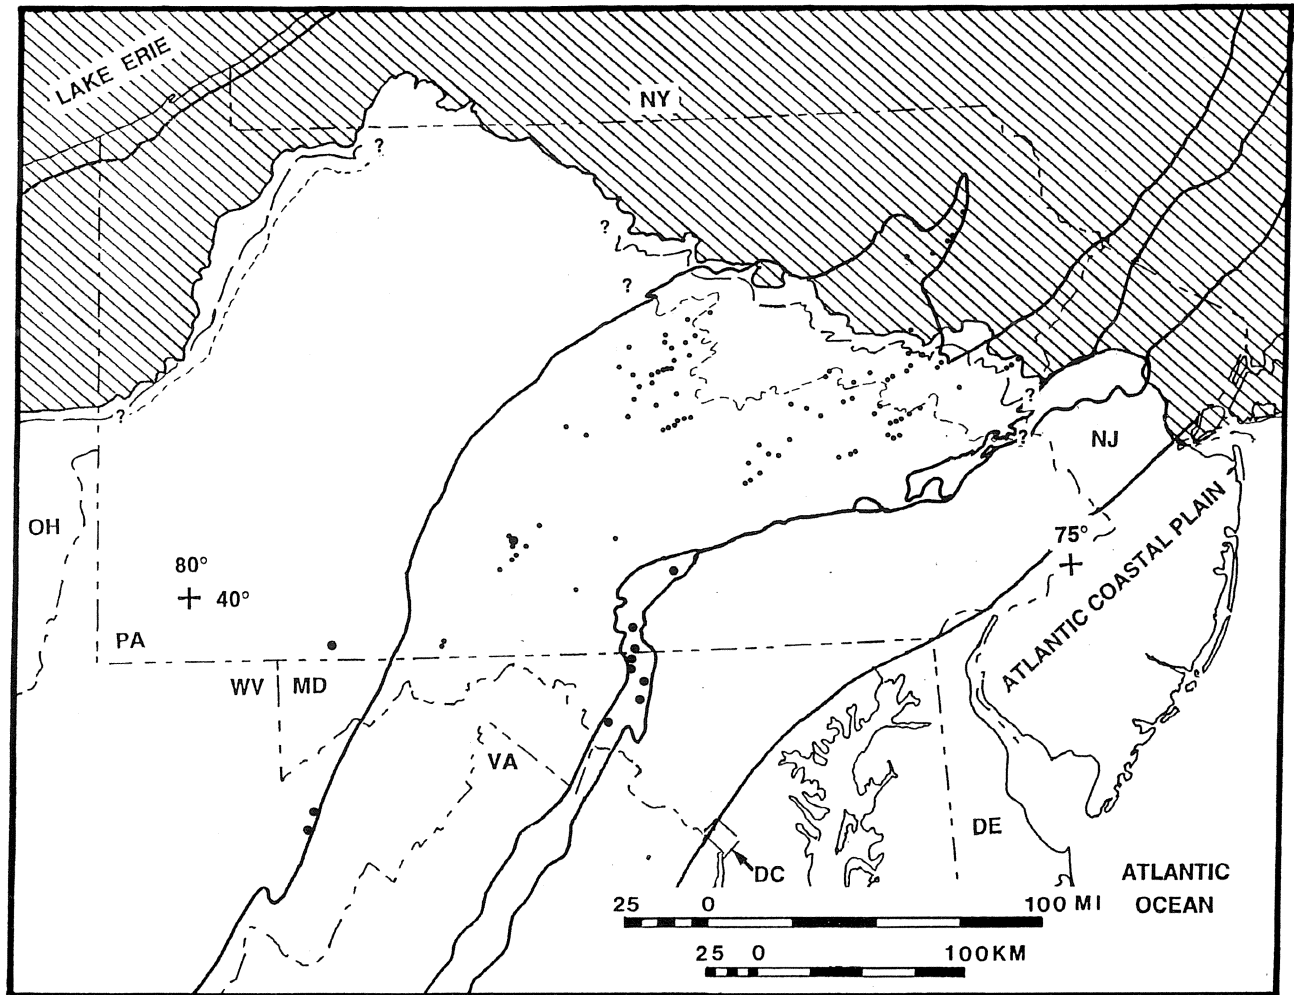 LAKE ERIE
NY
?
?
?
?
?
?
NJ
OH
75°
80°
40°
ATLANTIC COASTAL PLAIN
PA
WV
MD
VA
DE
DC
ATLANTIC
OCEAN
25 0 100 MI
25 0 100KM